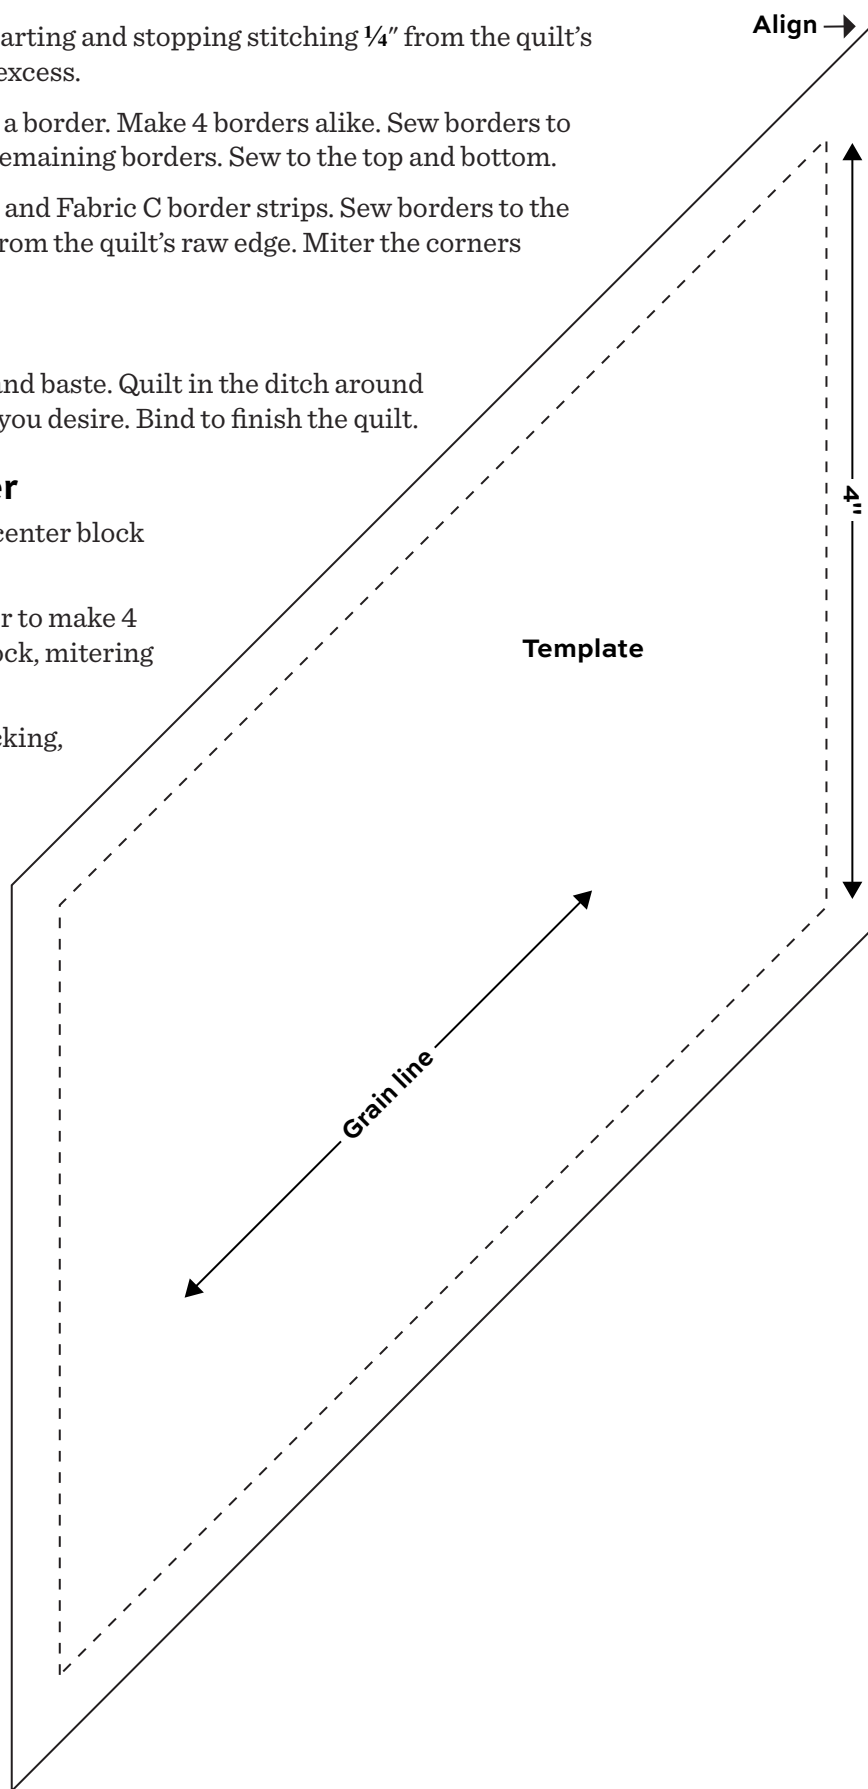 Align
arting and stopping stitching ¼″ from the quilt’s
excess.
a border. Make 4 borders alike. Sew borders to
emaining borders. Sew to the top and bottom.
and Fabric C border strips. Sew borders to the
rom the quilt’s raw edge. Miter the corners
and baste. Quilt in the ditch around
you desire. Bind to finish the quilt.
er
center block
r to make 4
ock, mitering
cking,
4"
Template
Grain line